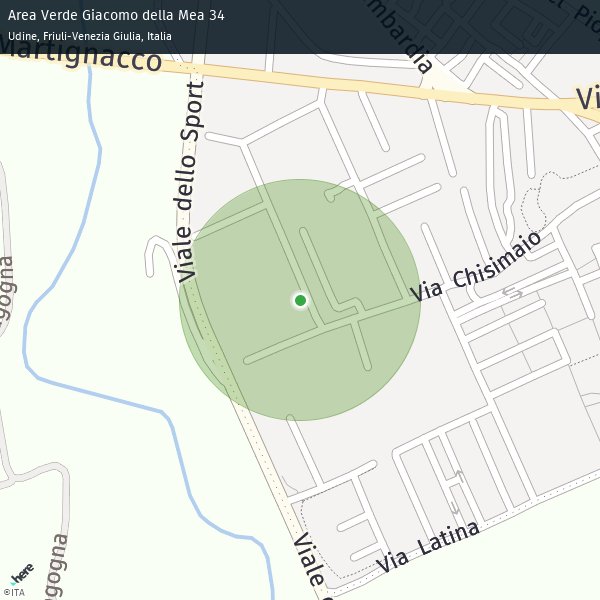 Area Verde Giacomo della Mea 34
Udine, Friuli-Venezia Giulia, Italia
Martignacco
Viale dello Sport
Via Chisimaio
Via Latina
Viale
here
©ITA